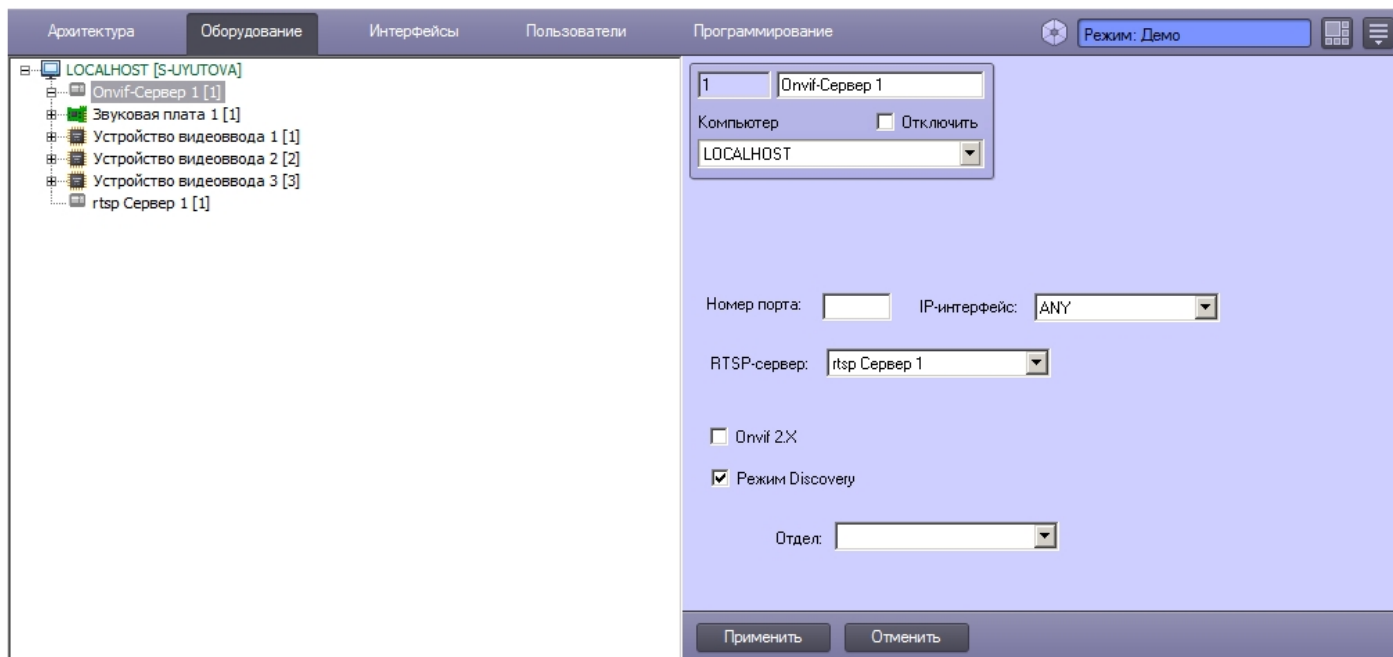 Архитектура Оборудование Интерфейсы Пользователи Программирование Режим: Демо
LOCALHOST [S-UYUTOVA]
Onvif-Сервер 1 [1]
Звуковая плата 1 [1]
Устройство видеоввода 1 [1]
Устройство видеоввода 2 [2]
Устройство видеоввода 3 [3]
rtsp Сервер 1 [1]
1 Onvif-Сервер 1
Компьютер Отключить
LOCALHOST
Номер порта: IP-интерфейс: ANY
RTSP-сервер: rtsp Сервер 1
Onvif 2.X
Режим Discovery
Отдел:
Применить Отменить